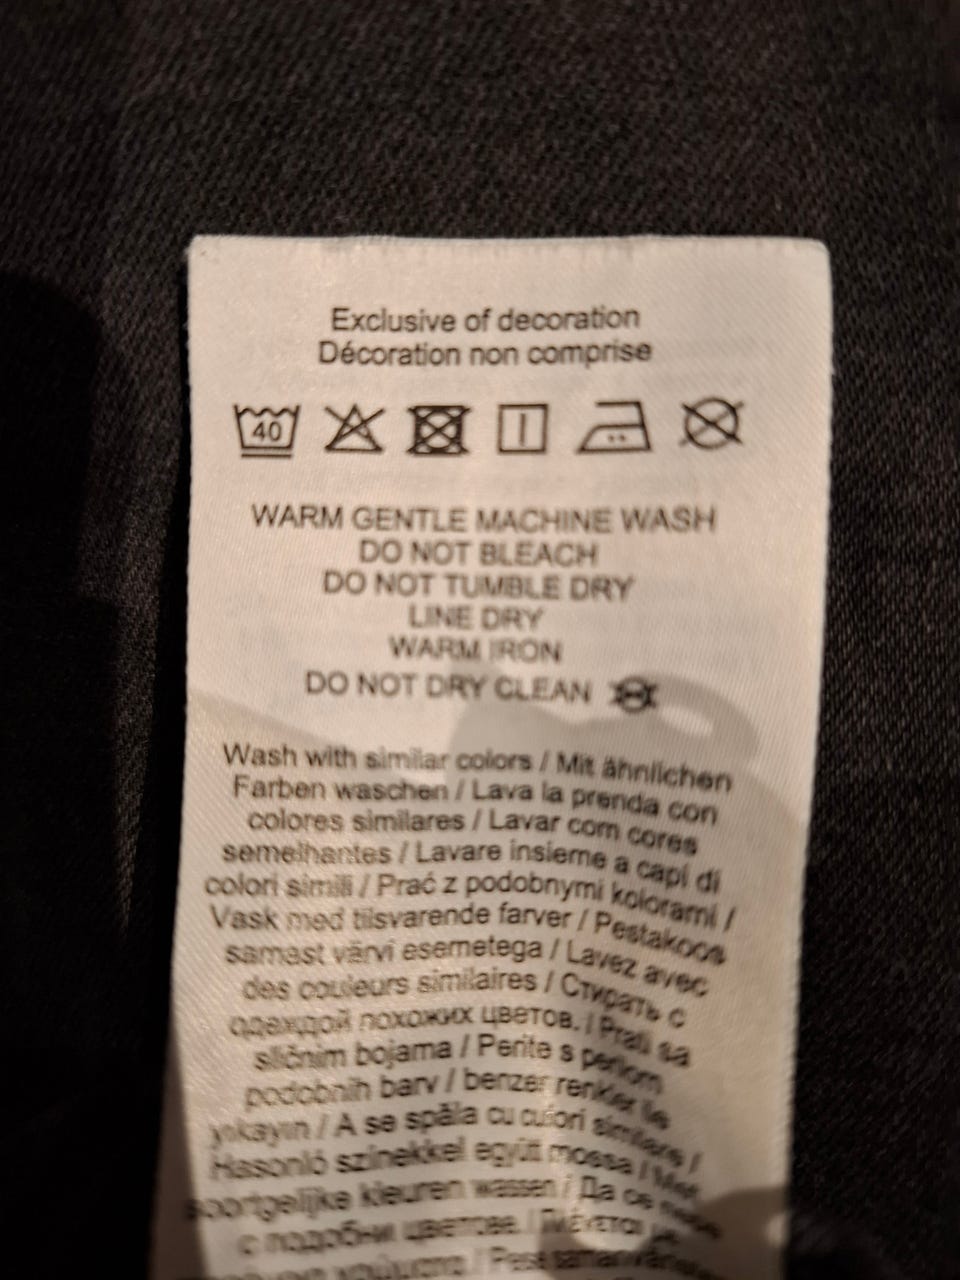 Exclusive of decoration
Décoration non comprise
40
WARM GENTLE MACHINE WASH
DO NOT BLEACH
DO NOT TUMBLE DRY
LINE DRY
WARM IRON
DO NOT DRY CLEAN
Wash with similar colors / Mit ähnlichen
Farben waschen / Lava la prenda con
colores similares / Lavar com cores
semelhantes / Lavare insieme a capi di
colori simili / Prać z podobnymi kolorami /
Vask med tilsvarende farver / Pestakoos
samast värvi esemetega / Lavez avec
des couleurs similaires / Стирать с
одеждой похожих цветов. / Prati sa
sličnim bojama / Perite s perlom
podobnih barv / benzer renkler ile
yıkayın / A se spăla cu culori similare /
Hasonló színekkel együtt mossa / Met
soortgelijke kleuren wassen / Да се
с подобни цветове. /